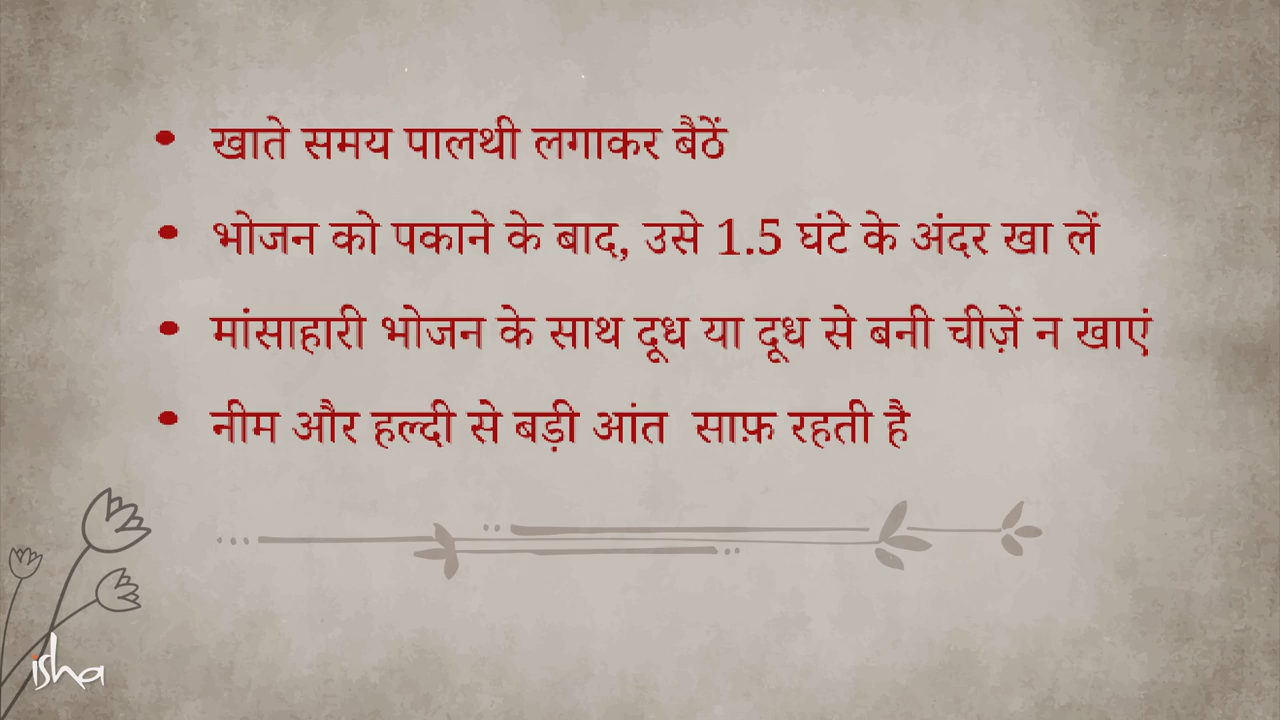 • खाते समय पालथी लगाकर बैठें
• भोजन को पकाने के बाद, उसे 1.5 घंटे के अंदर खा लें
• मांसाहारी भोजन के साथ दूध या दूध से बनी चीज़ें न खाएं
• नीम और हल्दी से बड़ी आंत साफ़ रहती है
isha